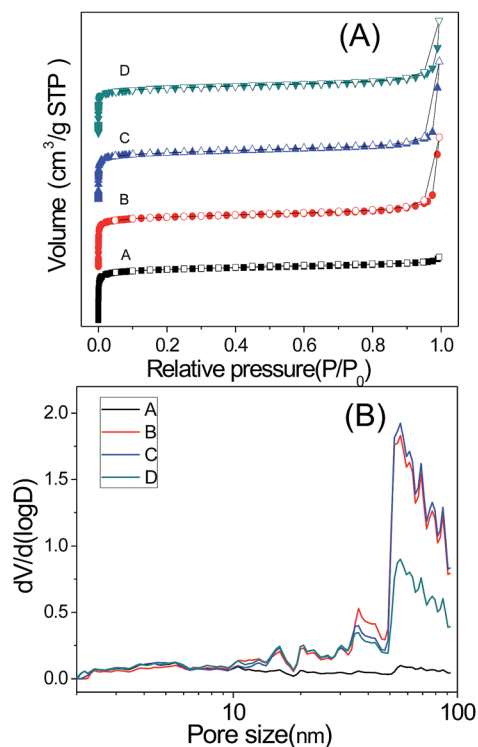 (A)
D
C
B
A
Volume (cm³/g STP )
0.0 0.2 0.4 0.6 0.8 1.0
Relative pressure(P/P₀)
(B)
A
B
C
D
2.0
1.5
1.0
0.5
0.0
dV/d(logD)
10 100
Pore size(nm)